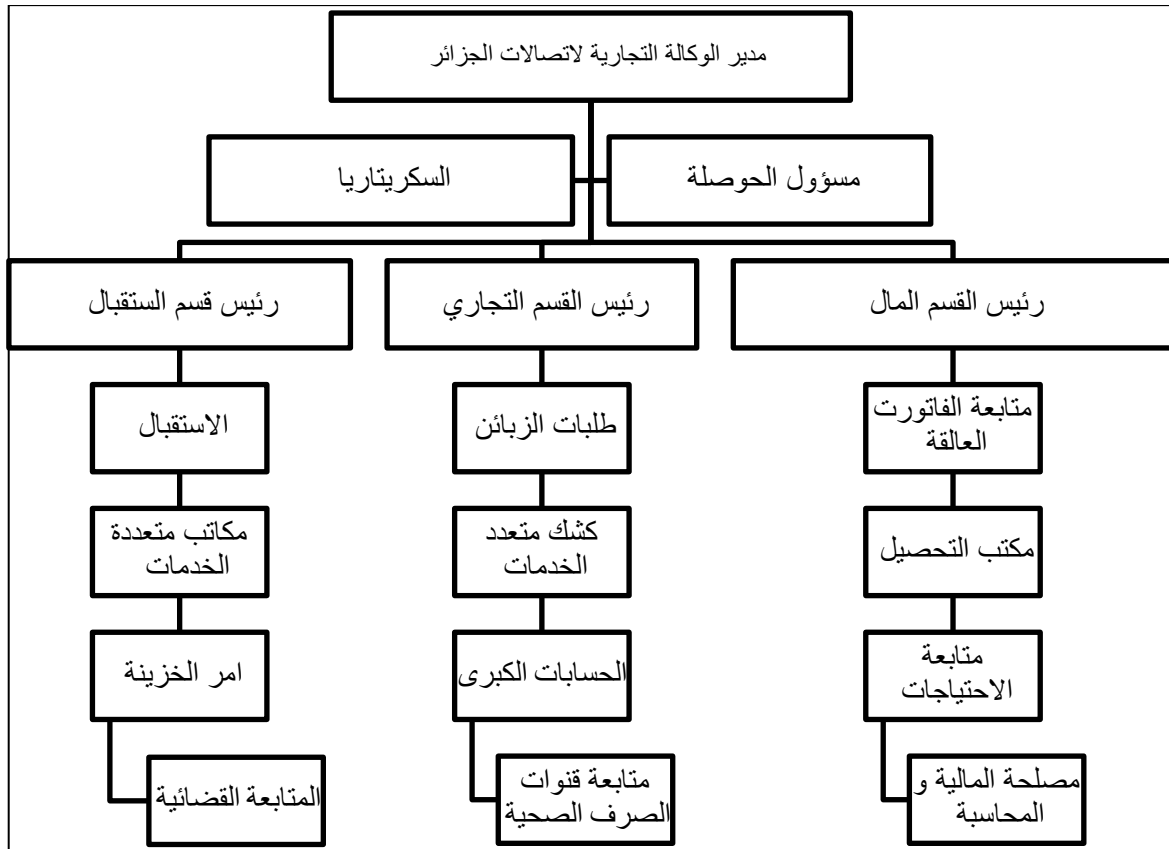 مدير الوكالة التجارية لاتصالات الجزائر
مسؤول الحوصلة
السكريتاريا
رئيس القسم المال
رئيس القسم التجاري
رئيس قسم الستقبال
متابعة الفاتورت
العالقة
طلبات الزبائن
الاستقبال
مكتب التحصيل
كشك متعدد
الخدمات
مكاتب متعددة
الخدمات
متابعة
الاحتياجات
الحسابات الكبرى
امر الخزينة
مصلحة المالية و
المحاسبة
متابعة قنوات
الصرف الصحية
المتابعة القضائية